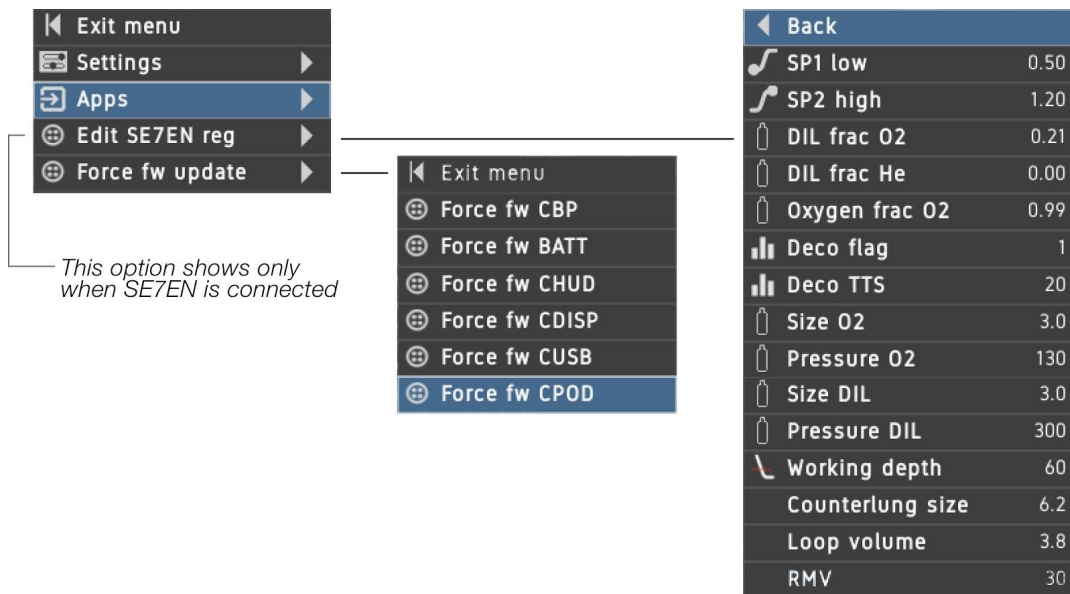 Exit menu
Settings
Apps
Edit SE7EN reg
Force fw update
This option shows only
when SE7EN is connected
Exit menu
Force fw CBP
Force fw BATT
Force fw CHUD
Force fw CDISP
Force fw CUSB
Force fw CPOD
Back
SP1 low 0.50
SP2 high 1.20
DIL frac O2 0.21
DIL frac He 0.00
Oxygen frac O2 0.99
Deco flag 1
Deco TTS 20
Size O2 3.0
Pressure O2 130
Size DIL 3.0
Pressure DIL 300
Working depth 60
Counterlung size 6.2
Loop volume 3.8
RMV 30